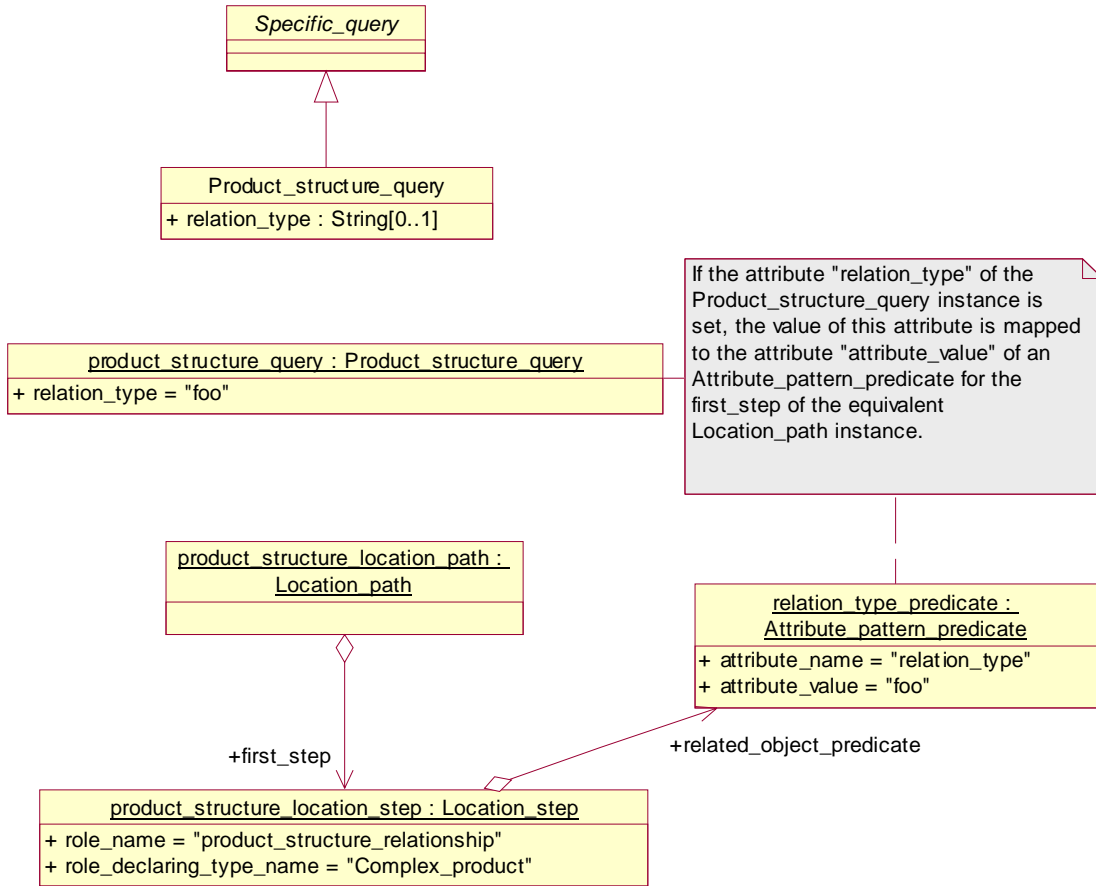 Specific_query
Product_structure_query
+ relation_type : String[0..1]
If the attribute "relation_type" of the
Product_structure_query instance is
set, the value of this attribute is mapped
to the attribute "attribute_value" of an
Attribute_pattern_predicate for the
first_step of the equivalent
Location_path instance.
product_structure_query : Product_structure_query
+ relation_type = "foo"
product_structure_location_path :
Location_path
relation_type_predicate :
Attribute_pattern_predicate
+ attribute_name = "relation_type"
+ attribute_value = "foo"
+first_step
+related_object_predicate
product_structure_location_step : Location_step
+ role_name = "product_structure_relationship"
+ role_declaring_type_name = "Complex_product"